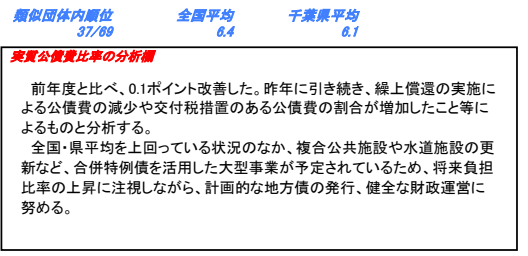 類似団体内順位 全国平均 千葉県平均
37/69 6.4 6.1
実質公債費比率の分析欄
前年度と比べ、0.1ポイント改善した。昨年に引き続き、繰上償還の実施に
よる公債費の減少や交付税措置のある公債費の割合が増加したこと等に
よるものと分析する。
全国・県平均を上回っている状況のなか、複合公共施設や水道施設の更
新など、合併特例債を活用した大型事業が予定されているため、将来負担
比率の上昇に注視しながら、計画的な地方債の発行、健全な財政運営に
努める。